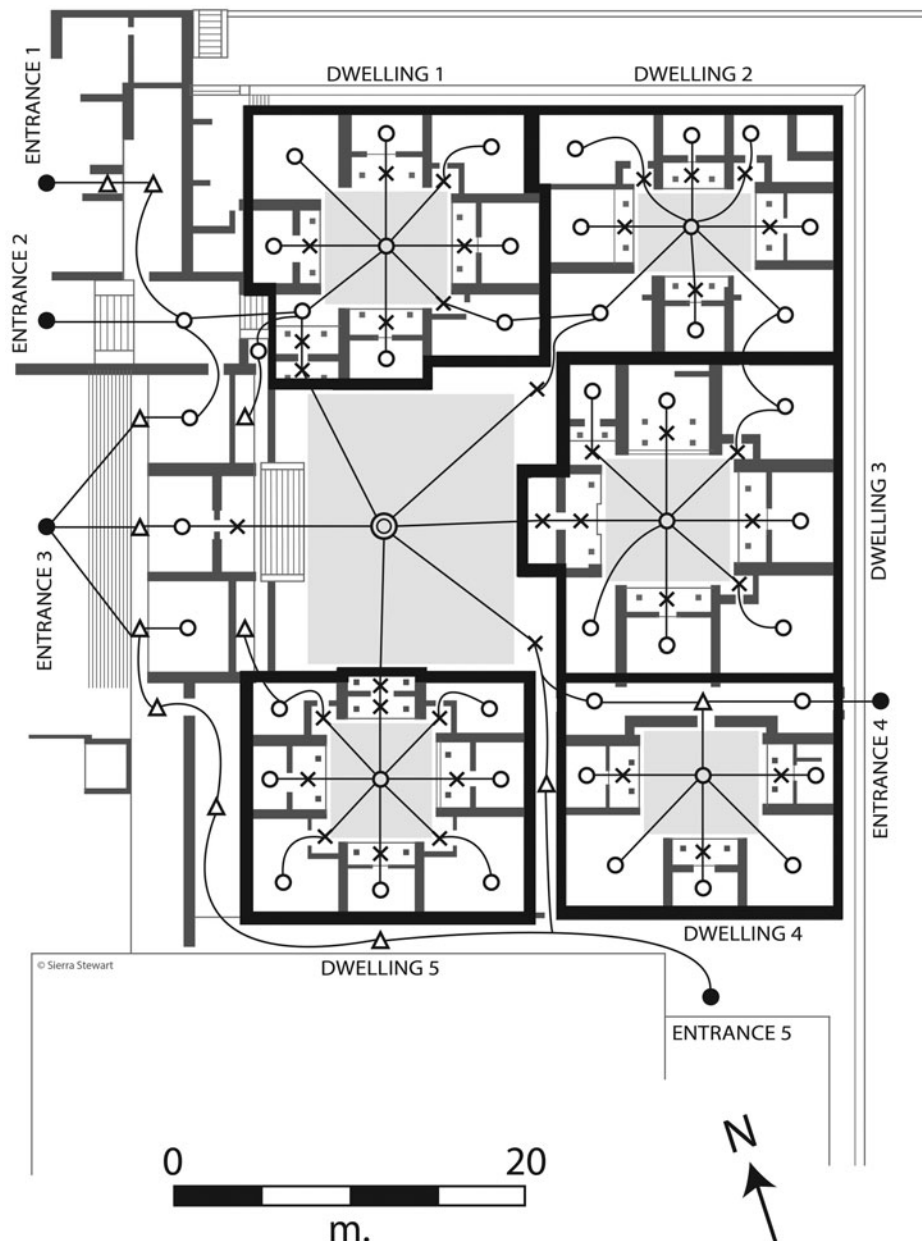 DWELLING 1
DWELLING 2
ENTRANCE 1
ENTRANCE 2
ENTRANCE 3
DWELLING 3
ENTRANCE 4
DWELLING 4
© Sierra Stewart
DWELLING 5
ENTRANCE 5
0
20
m.
N